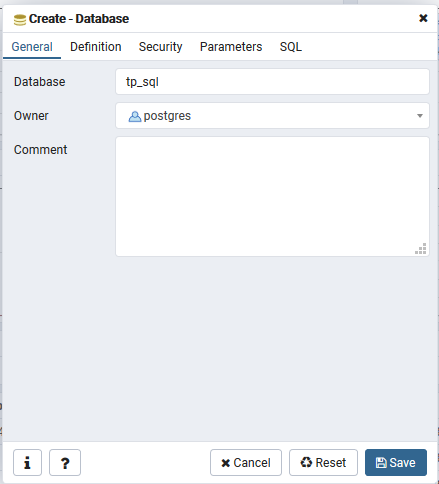 Create - Database
General Definition Security Parameters SQL
Database tp_sql
Owner postgres
Comment
i ? Cancel Reset Save